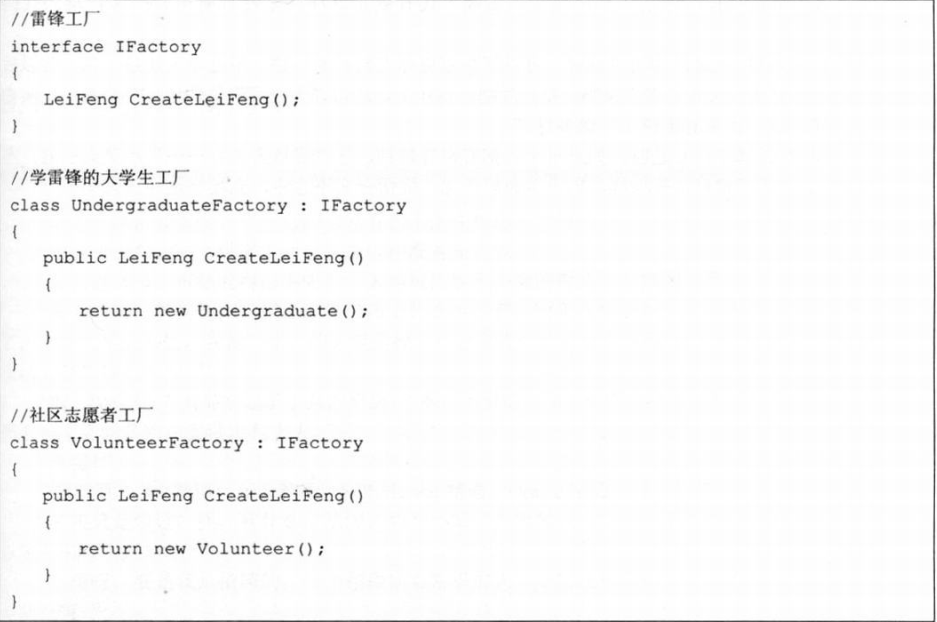 //雷锋工厂
interface IFactory
{
LeiFeng CreateLeiFeng();
}
//学雷锋的大学生工厂
class UndergraduateFactory : IFactory
{
public LeiFeng CreateLeiFeng()
{
return new Undergraduate();
}
}
//社区志愿者工厂
class VolunteerFactory : IFactory
{
public LeiFeng CreateLeiFeng()
{
return new Volunteer();
}
}